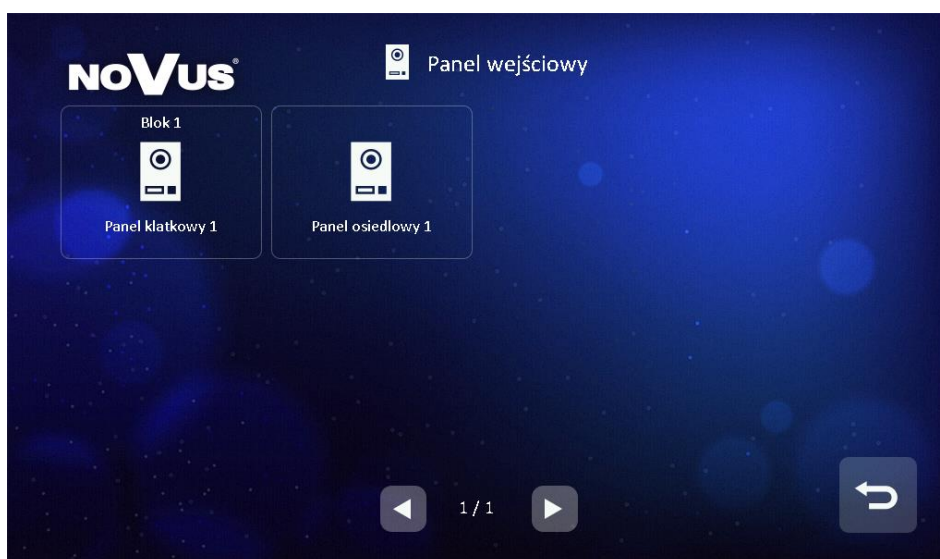 NOVUS®
Panel wejściowy
Blok 1
Panel klatkowy 1
Panel osiedlowy 1
1 / 1